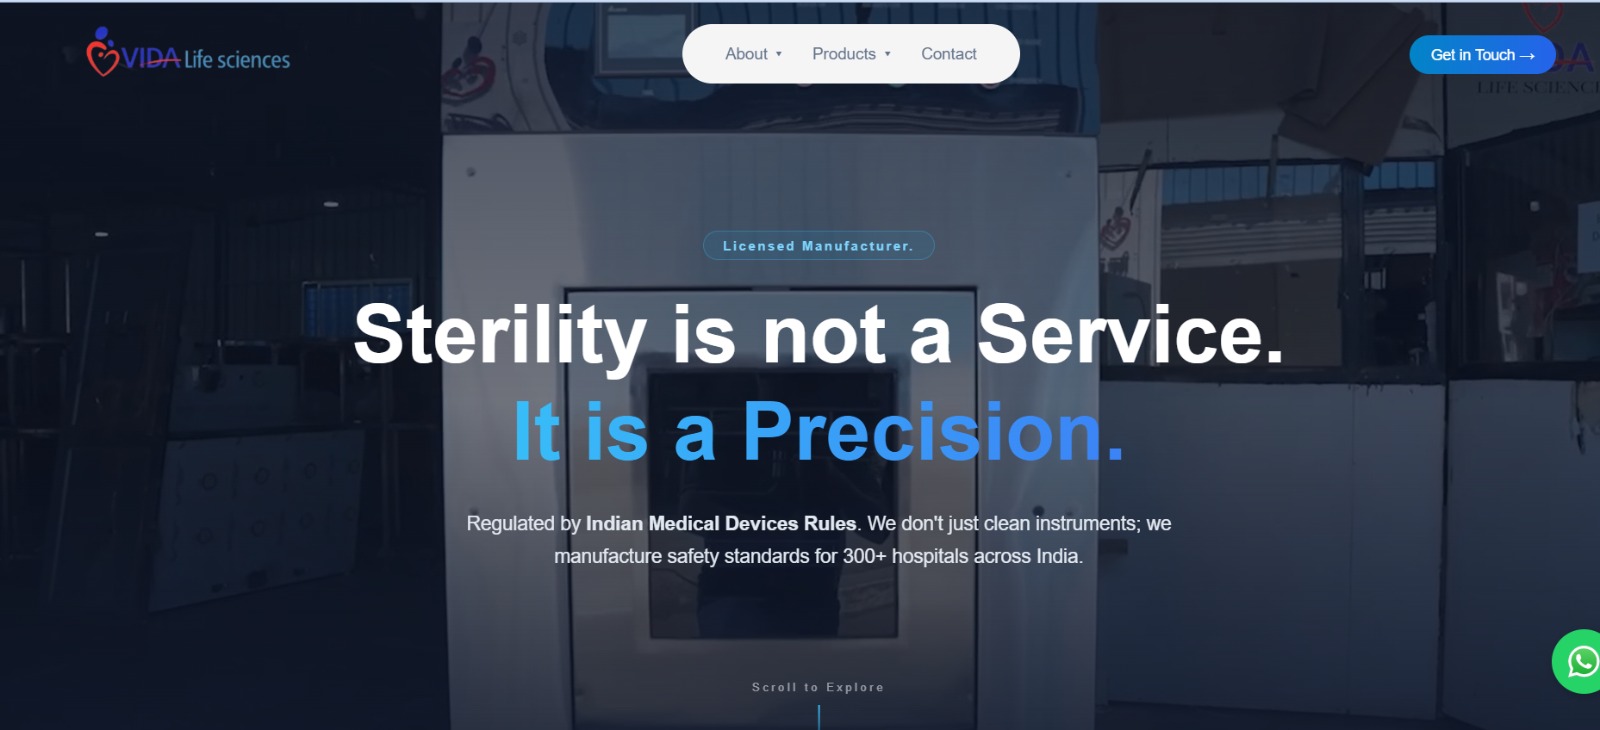 VIDA Life sciences
About
Products
Contact
Get in Touch →
LIFE SCIENC
Licensed Manufacturer.
Sterility is not a Service.
It is a Precision.
Regulated by Indian Medical Devices Rules. We don't just clean instruments; we
manufacture safety standards for 300+ hospitals across India.
Scroll to Explore